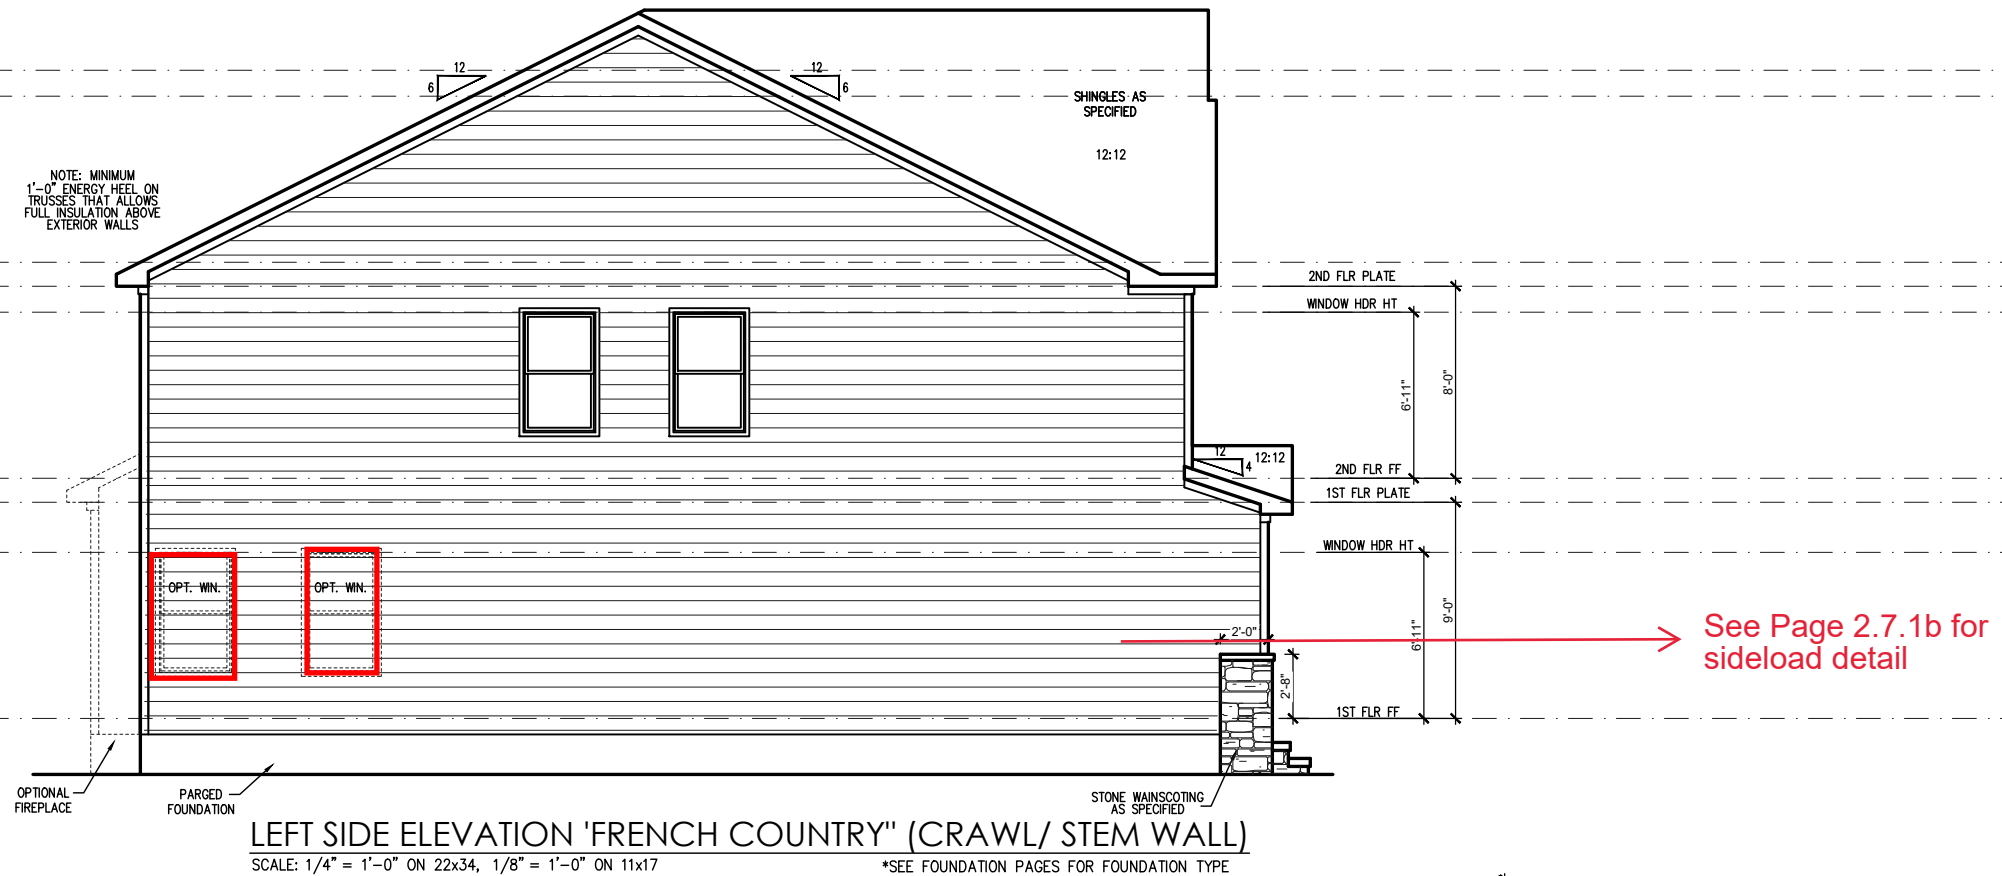 12
6
12
6
SHINGLES AS
SPECIFIED
12:12
NOTE: MINIMUM
1'-0" ENERGY HEEL ON
TRUSSES THAT ALLOWS
FULL INSULATION ABOVE
EXTERIOR WALLS
2ND FLR PLATE
WINDOW HDR HT
6'-11"
8'-0"
12
4
12:12
2ND FLR FF
1ST FLR PLATE
WINDOW HDR HT
OPT. WIN.
OPT. WIN.
2'-0"
6'-11"
9'-0"
See Page 2.7.1b for
sideload detail
2'-8"
1ST FLR FF
OPTIONAL
FIREPLACE
PARGED
FOUNDATION
STONE WAINSCOTING
AS SPECIFIED
LEFT SIDE ELEVATION 'FRENCH COUNTRY" (CRAWL/ STEM WALL)
SCALE: 1/4" = 1'-0" ON 22x34, 1/8" = 1'-0" ON 11x17
*SEE FOUNDATION PAGES FOR FOUNDATION TYPE